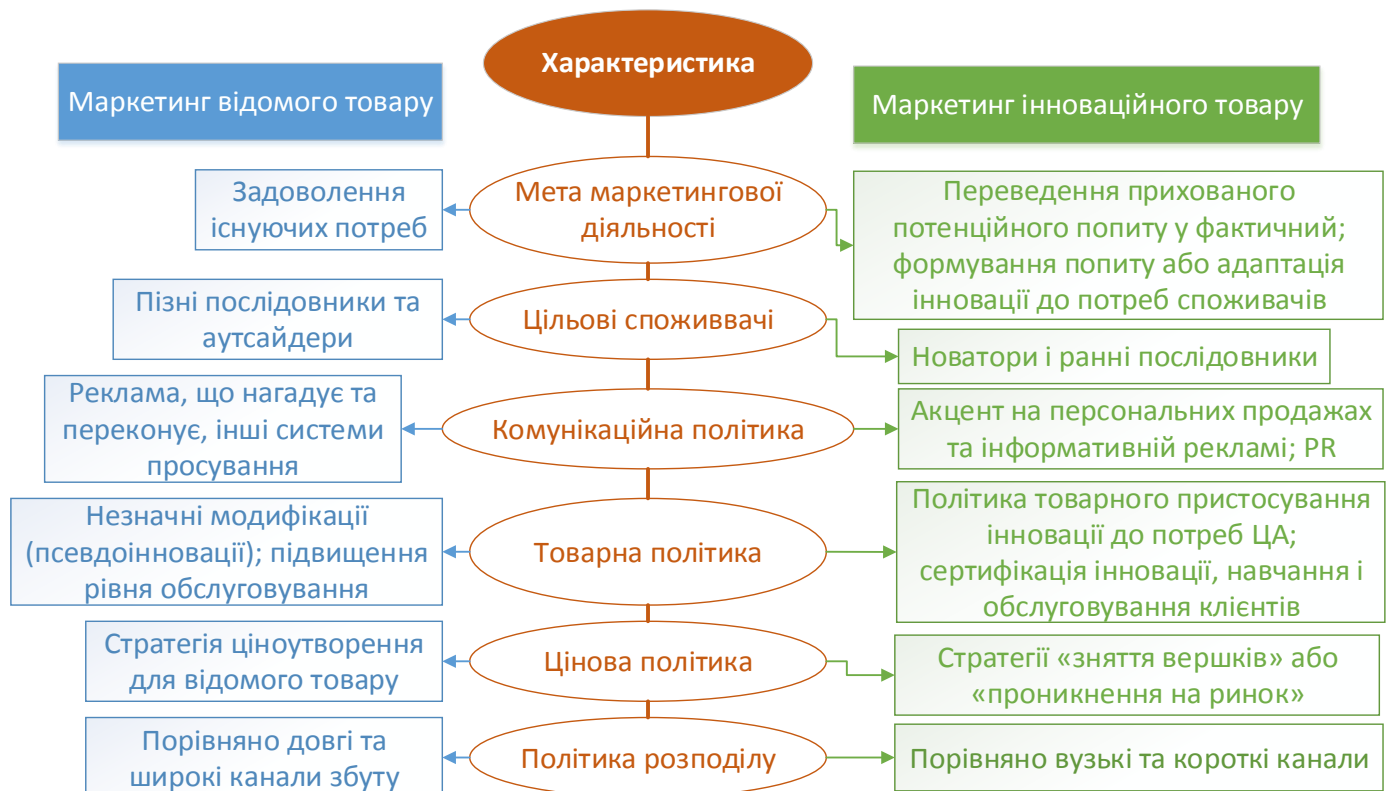 Характеристика
Маркетинг відомого товару
Маркетинг інноваційного товару
Задоволення
існуючих потреб
Мета маркетингової
діяльності
Переведення прихованого
потенційного попиту у фактичний;
формування попиту або адаптація
інновації до потреб споживачів
Пізні послідовники та
аутсайдери
Цільові споживвачі
Новатори і ранні послідовники
Реклама, що нагадує та
переконує, інші системи
просування
Комунікаційна політика
Акцент на персональних продажах
та інформативній рекламі; PR
Незначні модифікації
(псевдоінновації); підвищення
рівня обслуговування
Товарна політика
Політика товарного пристосування
інновації до потреб ЦА;
сертифікація інновації, навчання і
обслуговування клієнтів
Стратегія ціноутворення
для відомого товару
Цінова політика
Стратегії «зняття вершків» або
«проникнення на ринок»
Порівняно довгі та
широкі канали збуту
Політика розподілу
Порівняно вузькі та короткі канали